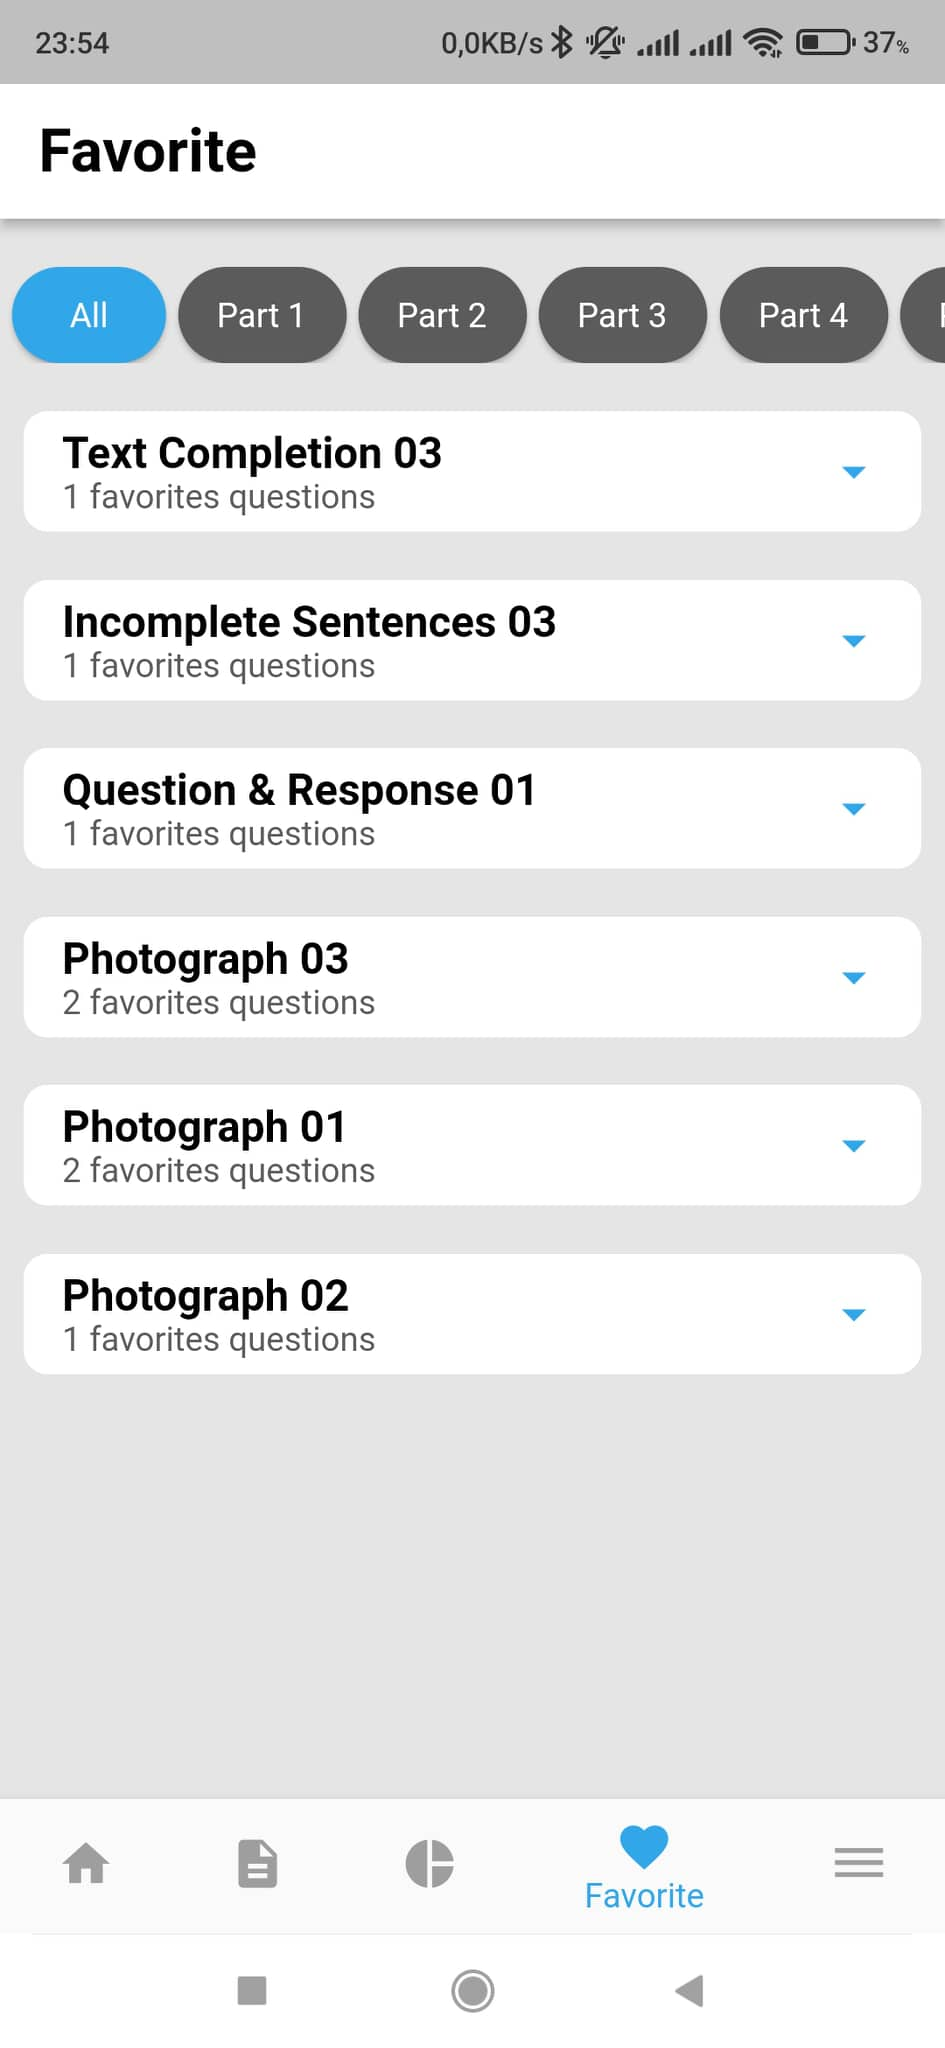 23:54 0,0KB/s 37%
Favorite
All Part 1 Part 2 Part 3 Part 4
Text Completion 03
1 favorites questions
Incomplete Sentences 03
1 favorites questions
Question & Response 01
1 favorites questions
Photograph 03
2 favorites questions
Photograph 01
2 favorites questions
Photograph 02
1 favorites questions
Favorite